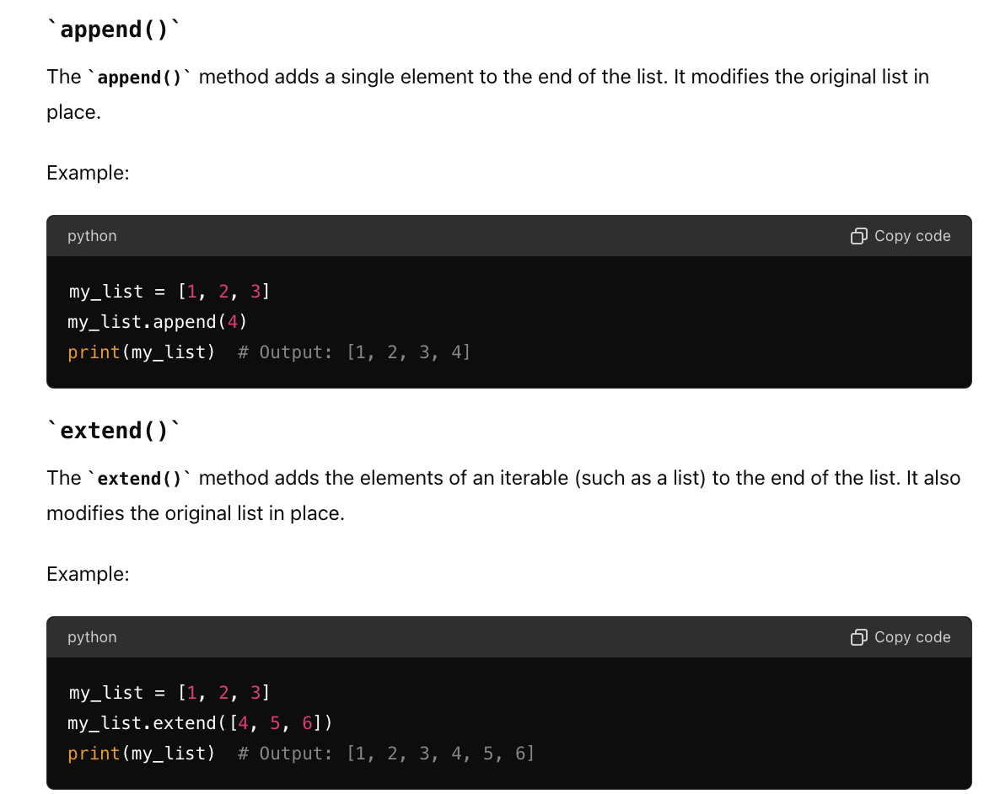 `append()`
The `append()` method adds a single element to the end of the list. It modifies the original list in
place.
Example:
python
Copy code
my_list = [1, 2, 3]
my_list.append(4)
print(my_list)  # Output: [1, 2, 3, 4]
`extend()`
The `extend()` method adds the elements of an iterable (such as a list) to the end of the list. It also
modifies the original list in place.
Example:
python
Copy code
my_list = [1, 2, 3]
my_list.extend([4, 5, 6])
print(my_list)  # Output: [1, 2, 3, 4, 5, 6]